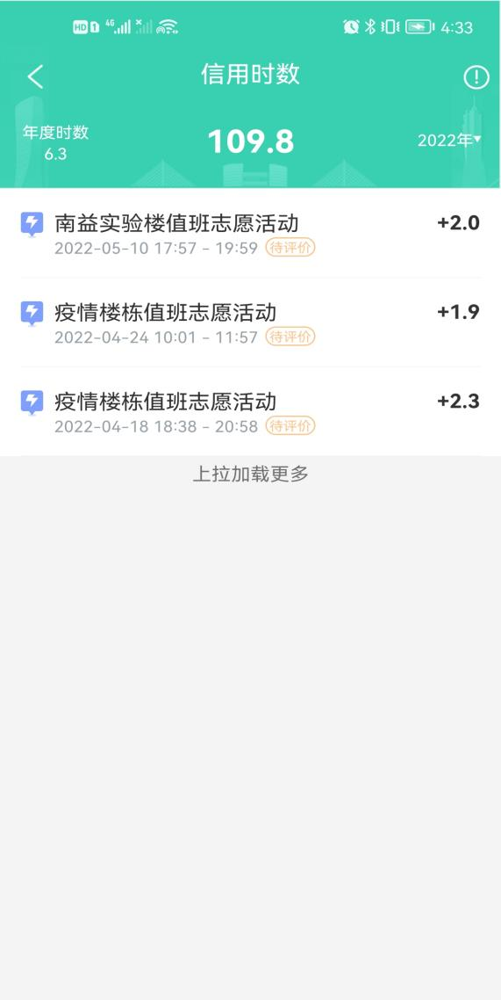 HD 1 4G 4:33
信用时数
年度时数
6.3
109.8
2022年
南益实验楼值班志愿活动 +2.0
2022-05-10 17:57 - 19:59 待评价
疫情楼栋值班志愿活动 +1.9
2022-04-24 10:01 - 11:57 待评价
疫情楼栋值班志愿活动 +2.3
2022-04-18 18:38 - 20:58 待评价
上拉加载更多